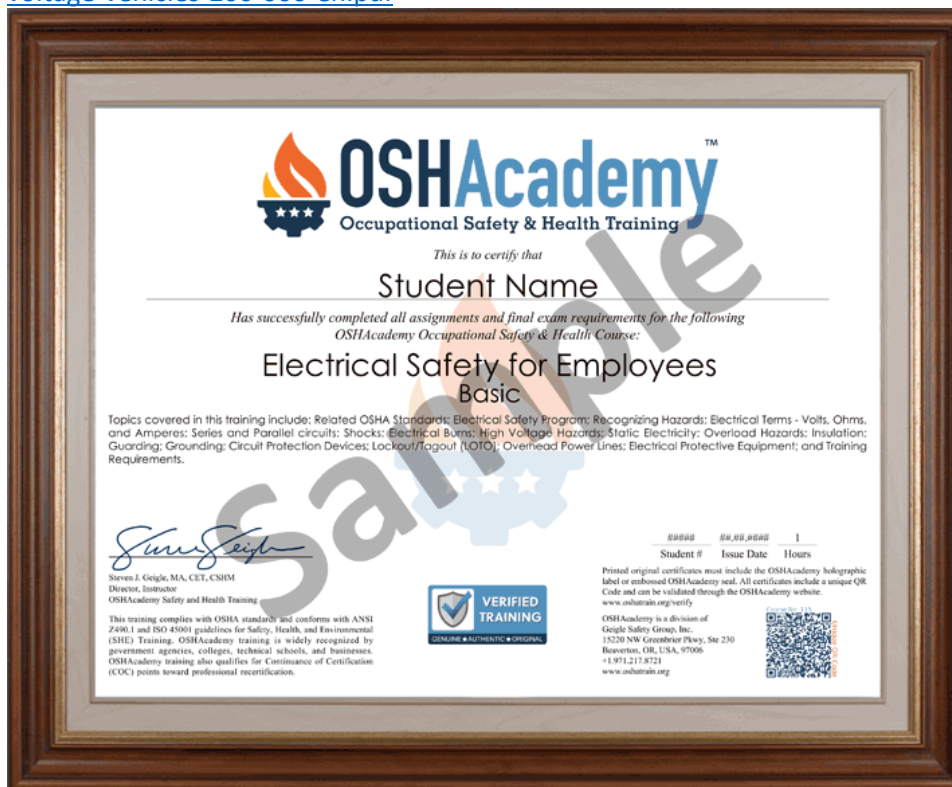 OSHAcademy™
Occupational Safety & Health Training
This is to certify that
Student Name
Has successfully completed all assignments and final exam requirements for the following
OSHAcademy Occupational Safety & Health Course:
Electrical Safety for Employees
Basic
Topics covered in this training include: Related OSHA Standards; Electrical Safety Program; Recognizing Hazards; Electrical Terms - Volts, Ohms,
and Amperes; Series and Parallel circuits; Shocks; Electrical Burns; High Voltage Hazards; Static Electricity; Overload Hazards; Insulation;
Guarding; Grounding; Circuit Protection Devices; Lockout/Tagout (LOTO); Overhead Power Lines; Electrical Protective Equipment; and Training
Requirements.
Sample
Steven J. Geigle, MA, CET, CSHM
Director, Instructor
OSHAcademy Safety and Health Training
This training complies with OSHA standards and conforms with ANSI
Z490.1 and ISO 45001 guidelines for Safety, Health, and Environmental
(SHE) Training. OSHAcademy training is widely recognized by
government agencies, colleges, technical schools, and businesses.
OSHAcademy training also qualifies for Continuance of Certification
(COC) points toward professional recertification.
VERIFIED
TRAINING
GENUINE★AUTHENTIC★ORIGINAL
##### ##.##.#### 1
Student # Issue Date Hours
Printed original certificates must include the OSHAcademy holographic
label or embossed OSHAcademy seal. All certificates include a unique QR
Code and can be validated through the OSHAcademy website.
www.oshatrain.org/verify
OSHAcademy is a division of
Geigle Safety Group, Inc.
15220 NW Greenbrier Pkwy, Ste 230
Beaverton, OR, USA, 97006
+1.971.217.8721
www.oshatrain.org
Course No. 115
Unique QR Code